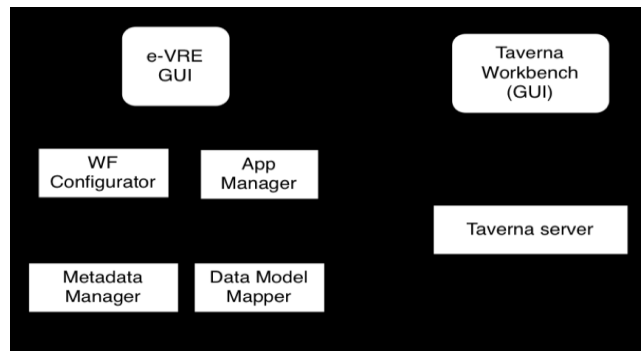 e-VRE
GUI
Taverna
Workbench
(GUI)
WF
Configurator
App
Manager
Taverna server
Metadata
Manager
Data Model
Mapper